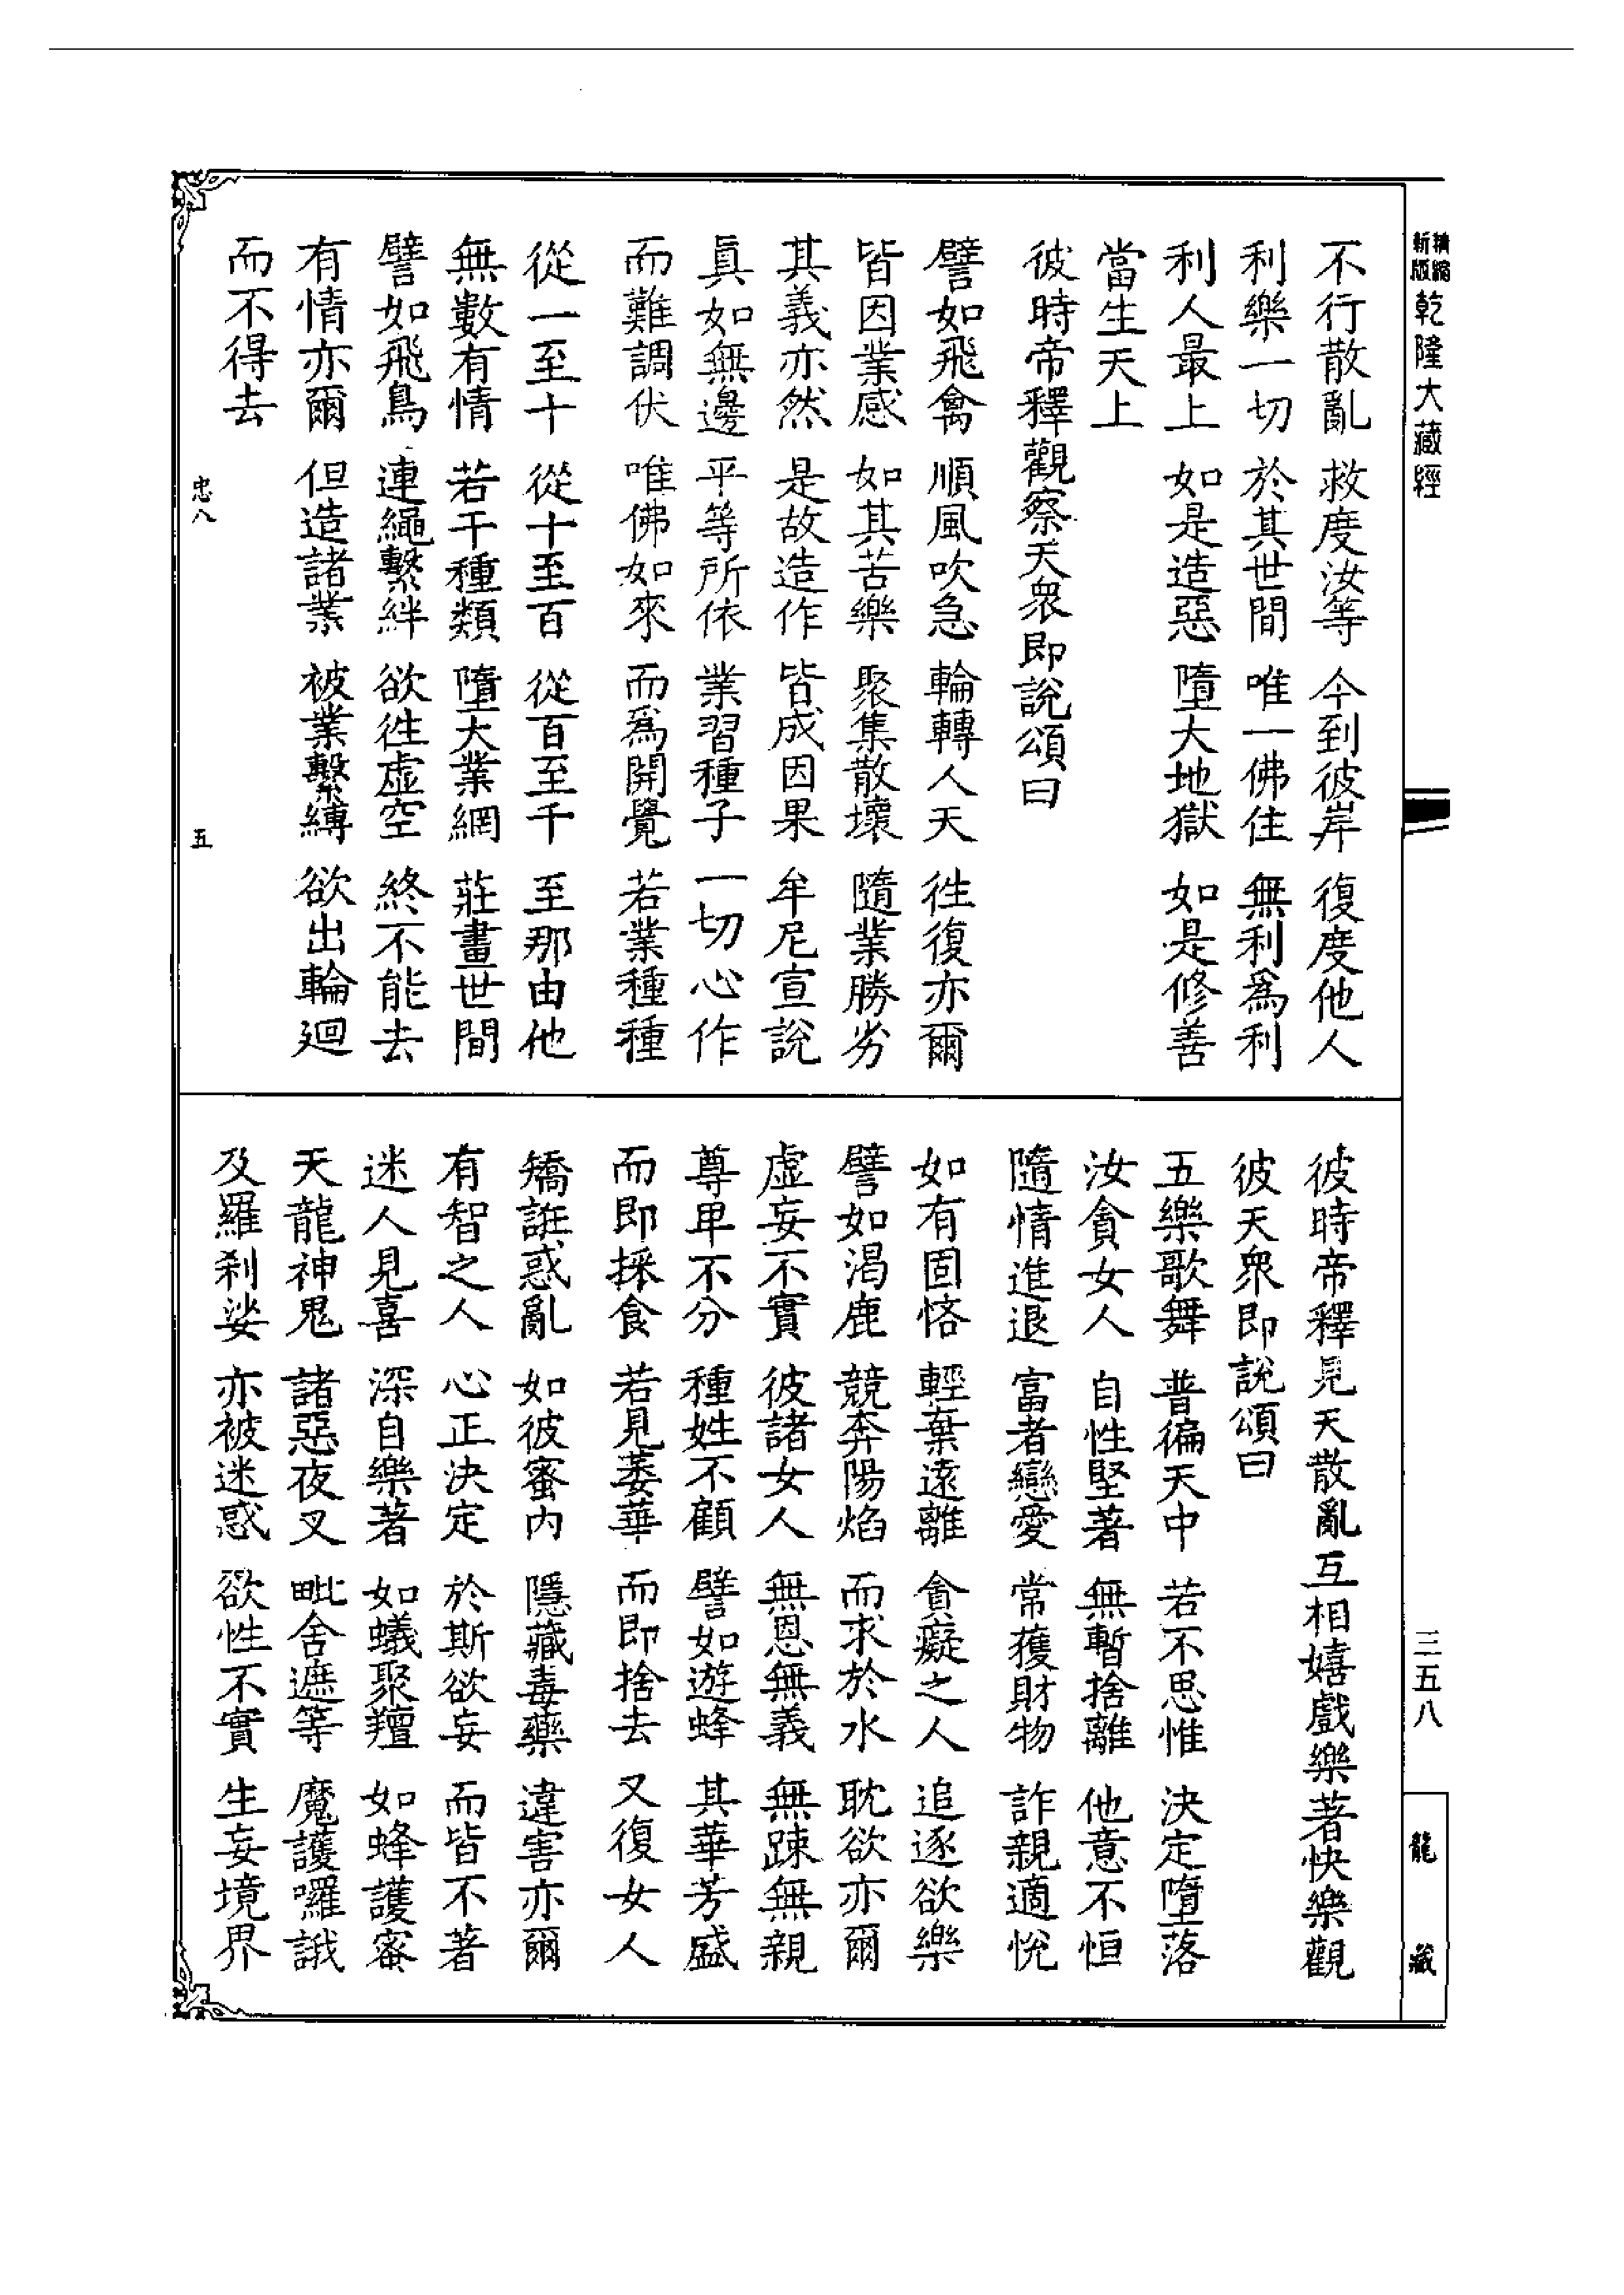 精縮新版乾隆大藏經
不行散亂 救度汝等 今到彼岸 復度他人
利樂一切 於其世間 唯一佛住 無利爲利
利人最上 如是造惡 墮大地獄 如是修善
當生天上
彼時帝釋觀察天衆即說頌曰
譬如飛禽 順風吹急 輪轉人天 徃復亦爾
皆因業感 如其苦樂 聚集散壞 隨業勝劣
其義亦然 是故造作 皆成因果 牟尼宣說
真如無邊 平等所依 業習種子 一切心作
而難調伏 唯佛如來 而爲開覺 若業種種
從一至十 從十至百 從百至千 至那由他
無數有情 若干種類 墮大業網 莊畫世間
譬如飛鳥 連繩繫絆 欲徃虛空 終不能去
有情亦爾 但造諸業 被業繫縛 欲出輪迴
而不得去
忠八 五
彼時帝釋見天散亂互相嬉戲樂著快樂觀
彼天衆即說頌曰
五樂歌舞 普徧天中 若不思惟 決定墮落
汝貪女人 自性堅著 無暫捨離 他意不恒
隨情進退 富者戀愛 常獲財物 詐親適悅
如有固悋 輕棄遠離 貪癡之人 追逐欲樂
譬如渴鹿 競奔陽焰 而求於水 耽欲亦爾
虛妄不實 彼諸女人 無恩無義 無踈無親
尊卑不分 種姓不顧 譬如遊蜂 其華芳盛
而即採食 若見萎華 而即捨去 又復女人
矯誑惑亂 如彼蜜內 隱藏毒藥 違害亦爾
有智之人 心正決定 於斯欲妄 而皆不著
迷人見喜 深自樂著 如蟻聚羶 如蜂護蜜
天龍神鬼 諸惡夜叉 毗舍遮等 魔護囉誐
及羅刹娑 亦被迷惑 欲性不實 生妄境界
三五八
龍藏